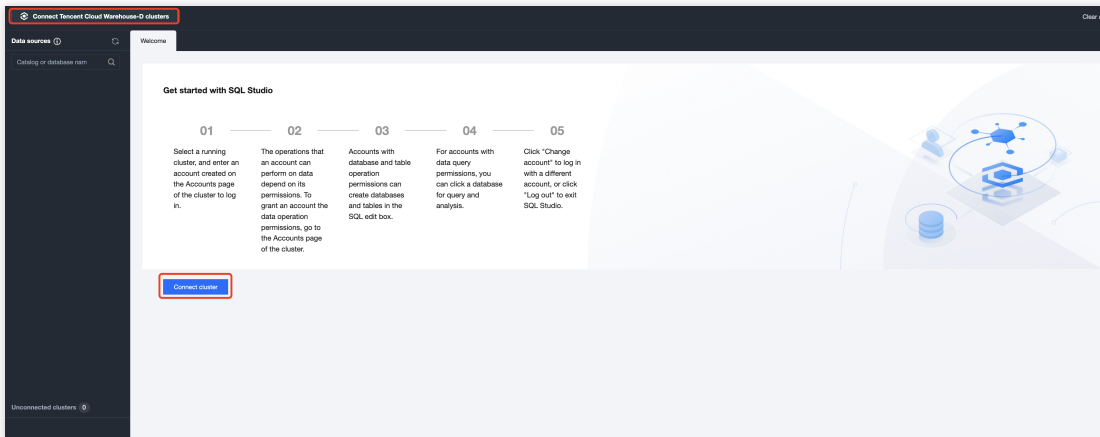 Connect Tencent Cloud Warehouse-D clusters
Clear
Data sources
Welcome
Catalog or database nam
Get started with SQL Studio
01
02
03
04
05
Select a running
cluster, and enter an
account created on
the Accounts page
of the cluster to log
in.
The operations that
an account can
perform on data
depend on its
permissions. To
grant an account the
data operation
permissions, go to
the Accounts page
of the cluster.
Accounts with
database and table
operation
permissions can
create databases
and tables in the
SQL edit box.
For accounts with
data query
permissions, you
can click a database
for query and
analysis.
Click "Change
account" to log in
with a different
account, or click
"Log out" to exit
SQL Studio.
Connect cluster
Unconnected clusters 0